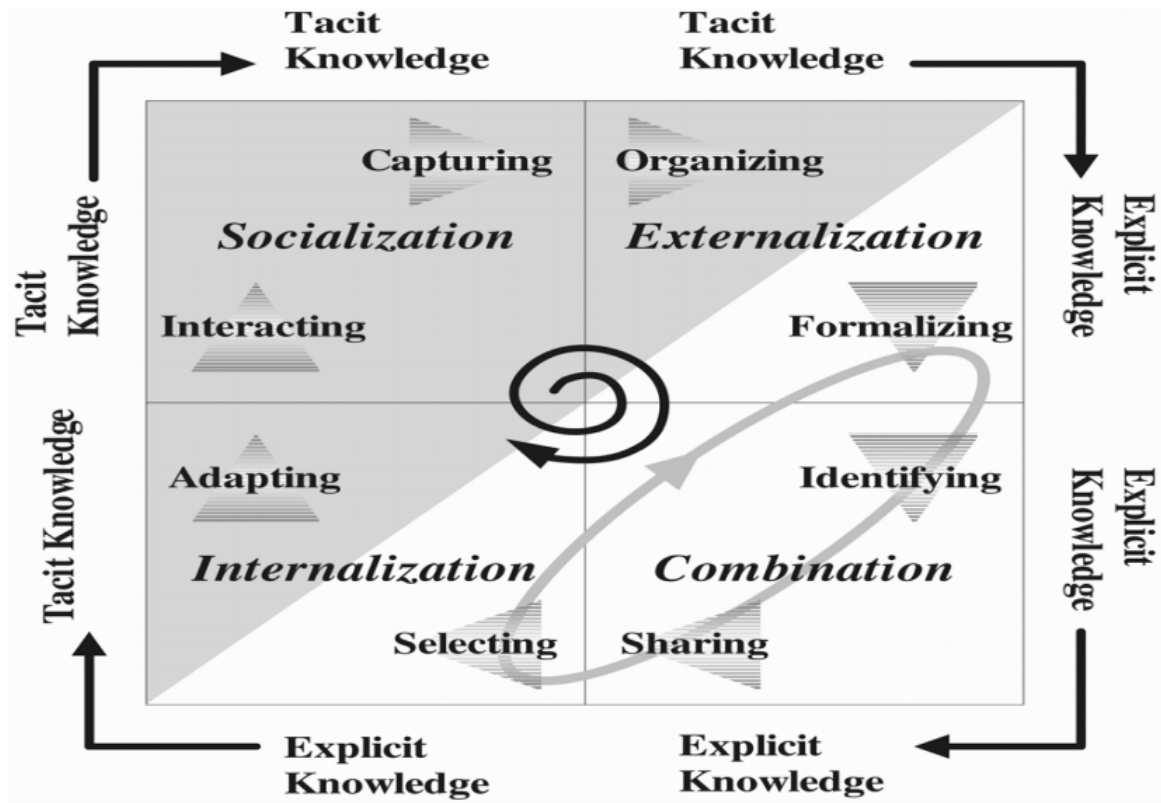 Tacit
Knowledge
Tacit
Knowledge
Capturing
Organizing
Socialization
Externalization
Tacit
Knowledge
Explicit
Knowledge
Interacting
Formalizing
Adapting
Identifying
Tacit Knowledge
Explicit
Knowledge
Internalization
Combination
Selecting
Sharing
Explicit
Knowledge
Explicit
Knowledge